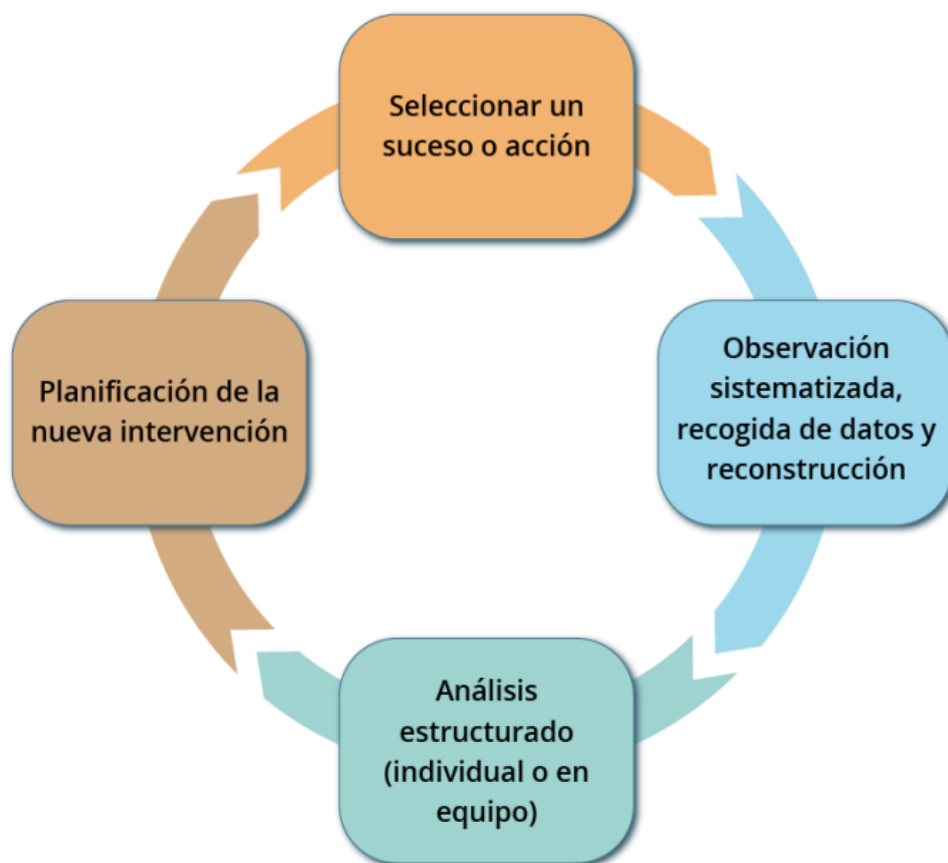 Seleccionar un
suceso o acción
Observación
sistematizada,
recogida de datos y
reconstrucción
Análisis
estructurado
(individual o en
equipo)
Planificación de la
nueva intervención